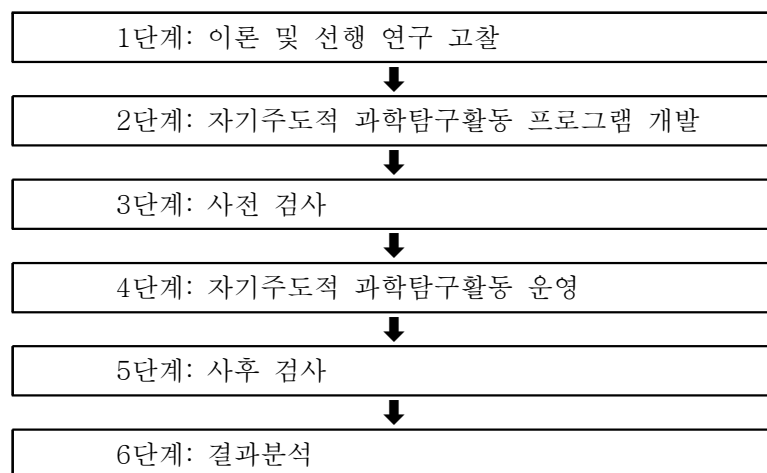 1단계: 이론 및 선행 연구 고찰
2단계: 자기주도적 과학탐구활동 프로그램 개발
3단계: 사전 검사
4단계: 자기주도적 과학탐구활동 운영
5단계: 사후 검사
6단계: 결과분석